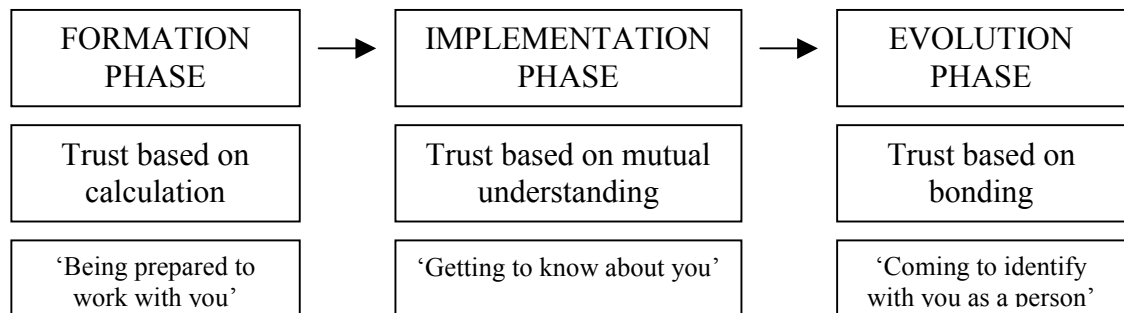 FORMATION
PHASE
IMPLEMENTATION
PHASE
EVOLUTION
PHASE
Trust based on
calculation
Trust based on mutual
understanding
Trust based on
bonding
‘Being prepared to
work with you’
‘Getting to know about you’
‘Coming to identify
with you as a person’